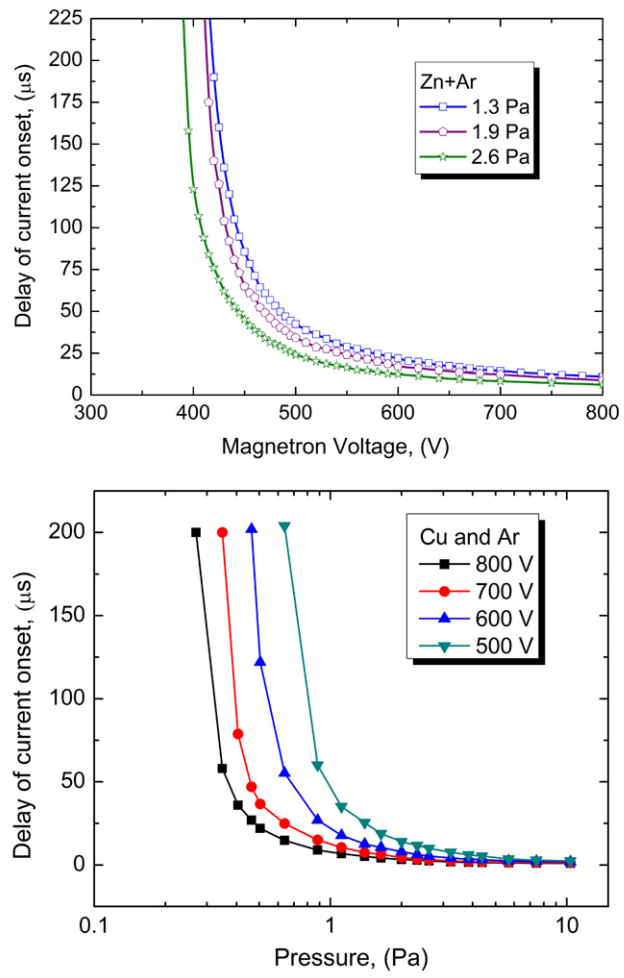 225
200
175
150
125
100
75
50
25
0
Delay of current onset, (μs)
Zn+Ar
1.3 Pa
1.9 Pa
2.6 Pa
300 400 500 600 700 800
Magnetron Voltage, (V)
200
150
100
50
0
Delay of current onset, (μs)
Cu and Ar
800 V
700 V
600 V
500 V
0.1 1 10
Pressure, (Pa)